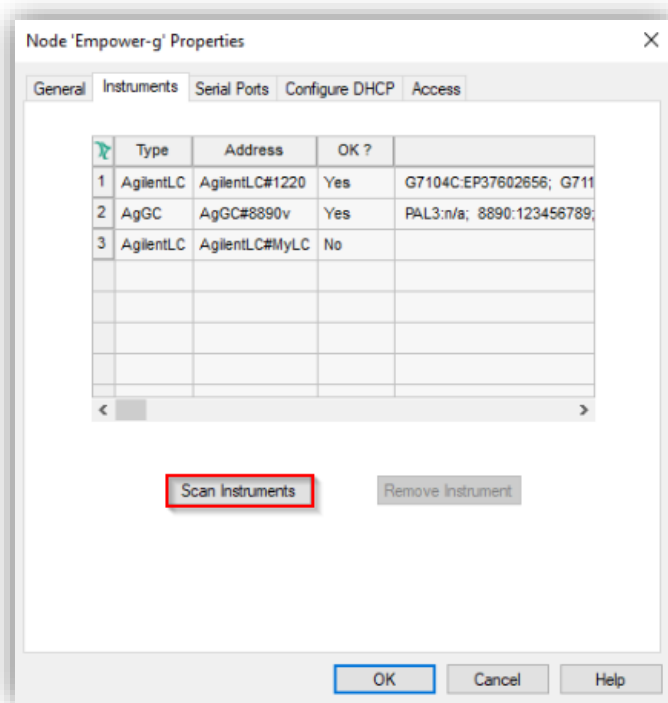 Node 'Empower-g' Properties
General Instruments Serial Ports Configure DHCP Access
Type Address OK ?
1 AgilentLC AgilentLC#1220 Yes G7104C:EP37602656; G711
2 AgGC AgGC#8890v Yes PAL3:n/a; 8890:123456789;
3 AgilentLC AgilentLC#MyLC No
Scan Instruments Remove Instrument
OK Cancel Help